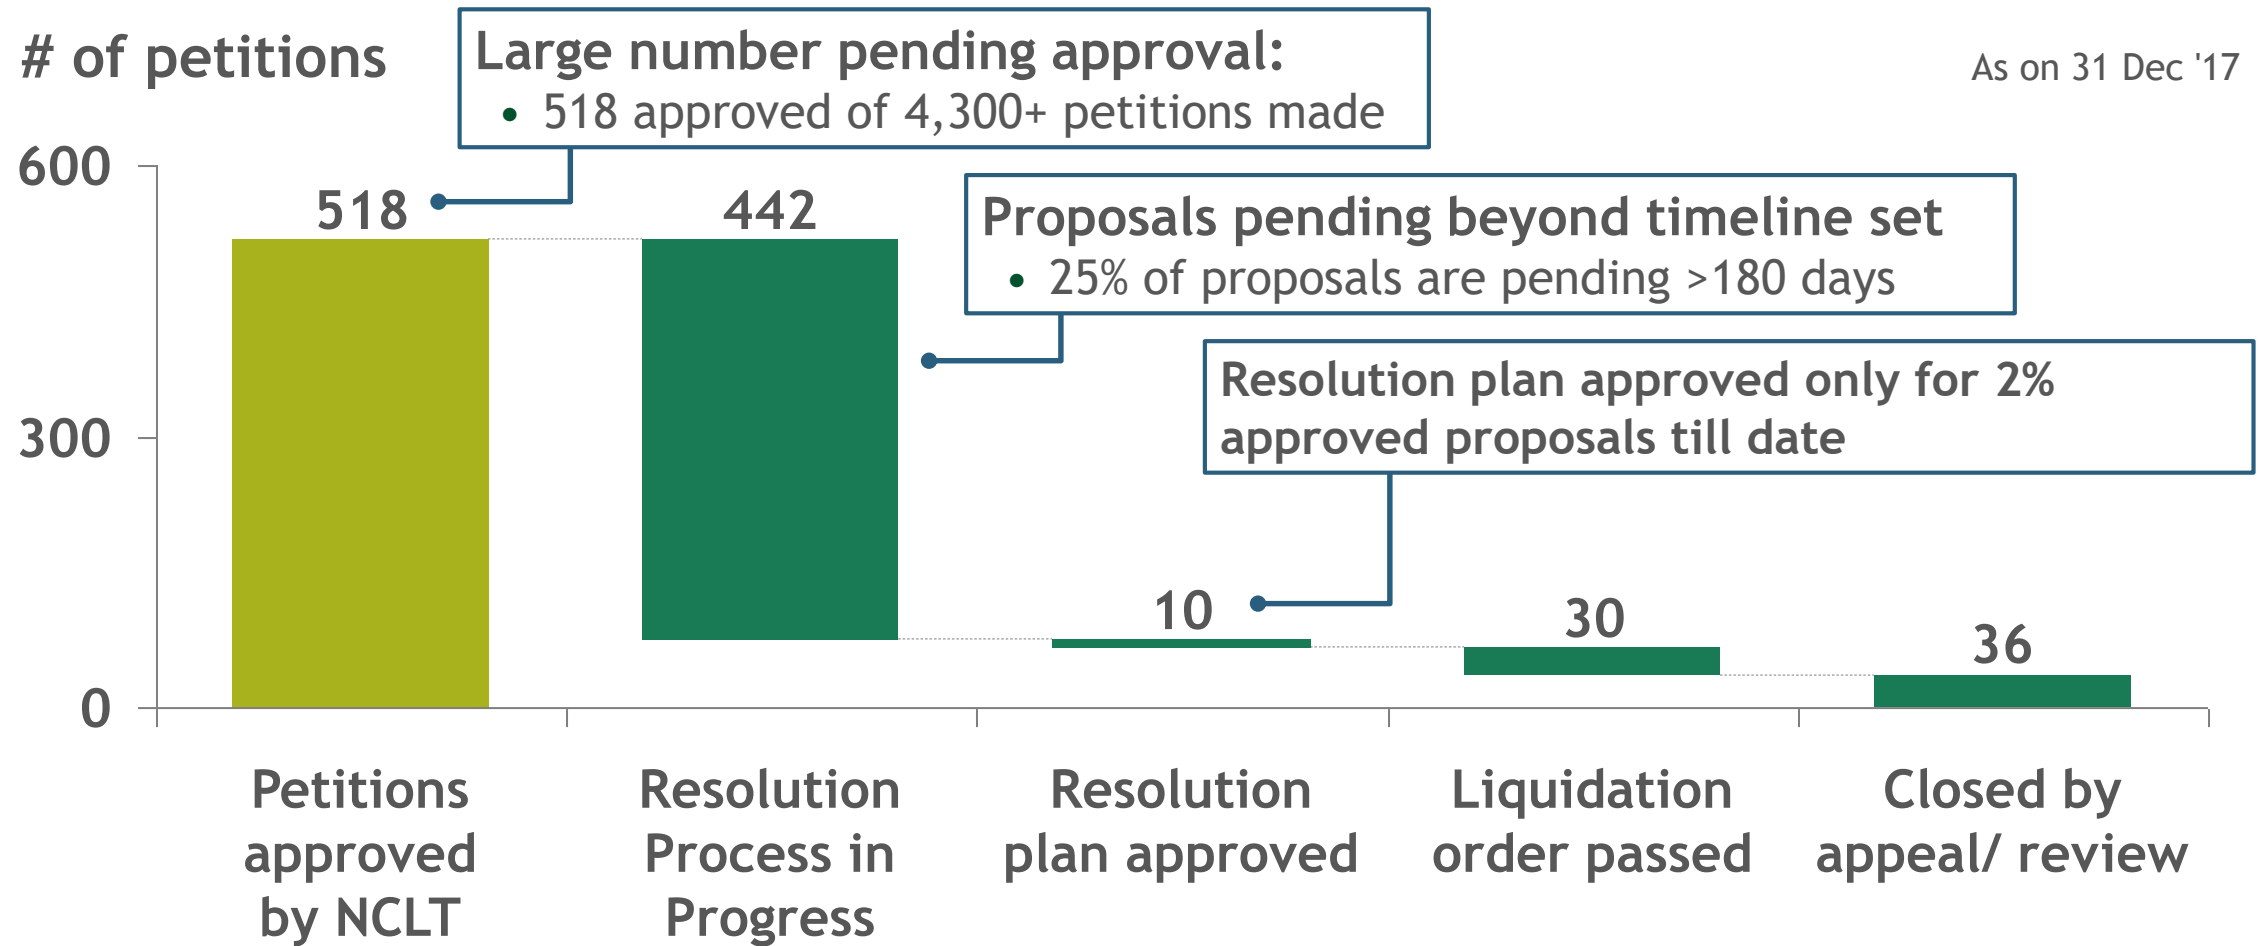 # of petitions
Large number pending approval:
• 518 approved of 4,300+ petitions made
As on 31 Dec '17
600
518
442
Proposals pending beyond timeline set
• 25% of proposals are pending >180 days
Resolution plan approved only for 2%
approved proposals till date
300
10
30
36
0
Petitions
approved
by NCLT
Resolution
Process in
Progress
Resolution
plan approved
Liquidation
order passed
Closed by
appeal/ review